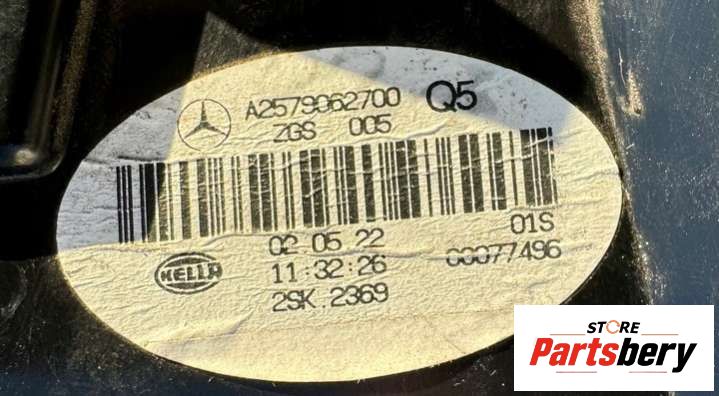 A2579062700 Q5
ZGS 005
02.05.22 01S
11:32:26 00077496
HELLA
2SK.2369
STORE
Partsbery